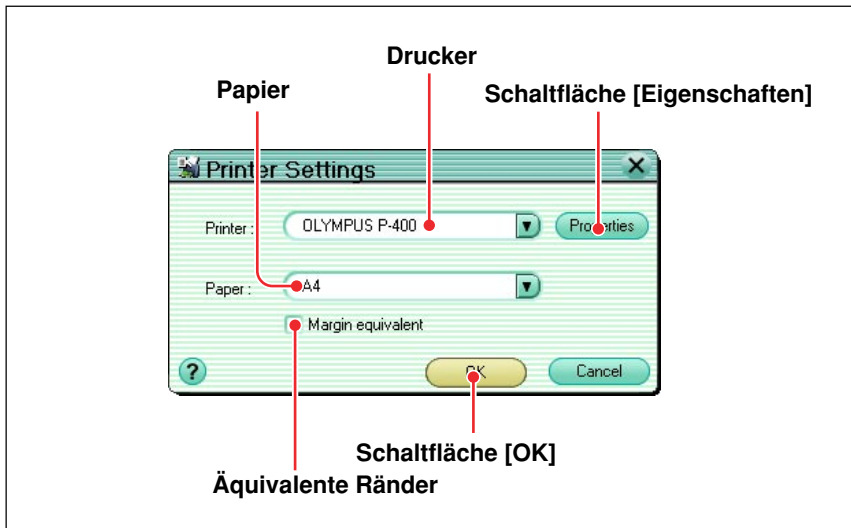 Drucker
Papier
Schaltfläche [Eigenschaften]
Printer Settings
Printer :
OLYMPUS P-400
Properties
Paper :
A4
Margin equivalent
?
OK
Cancel
Schaltfläche [OK]
Äquivalente Ränder